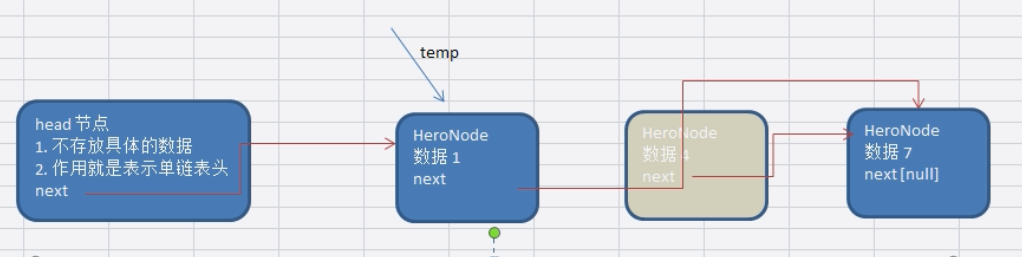 temp
head 节点
1. 不存放具体的数据
2. 作用就是表示单链表头
next
HeroNode
数据 1
next
HeroNode
数据 4
next
HeroNode
数据 7
next[null]